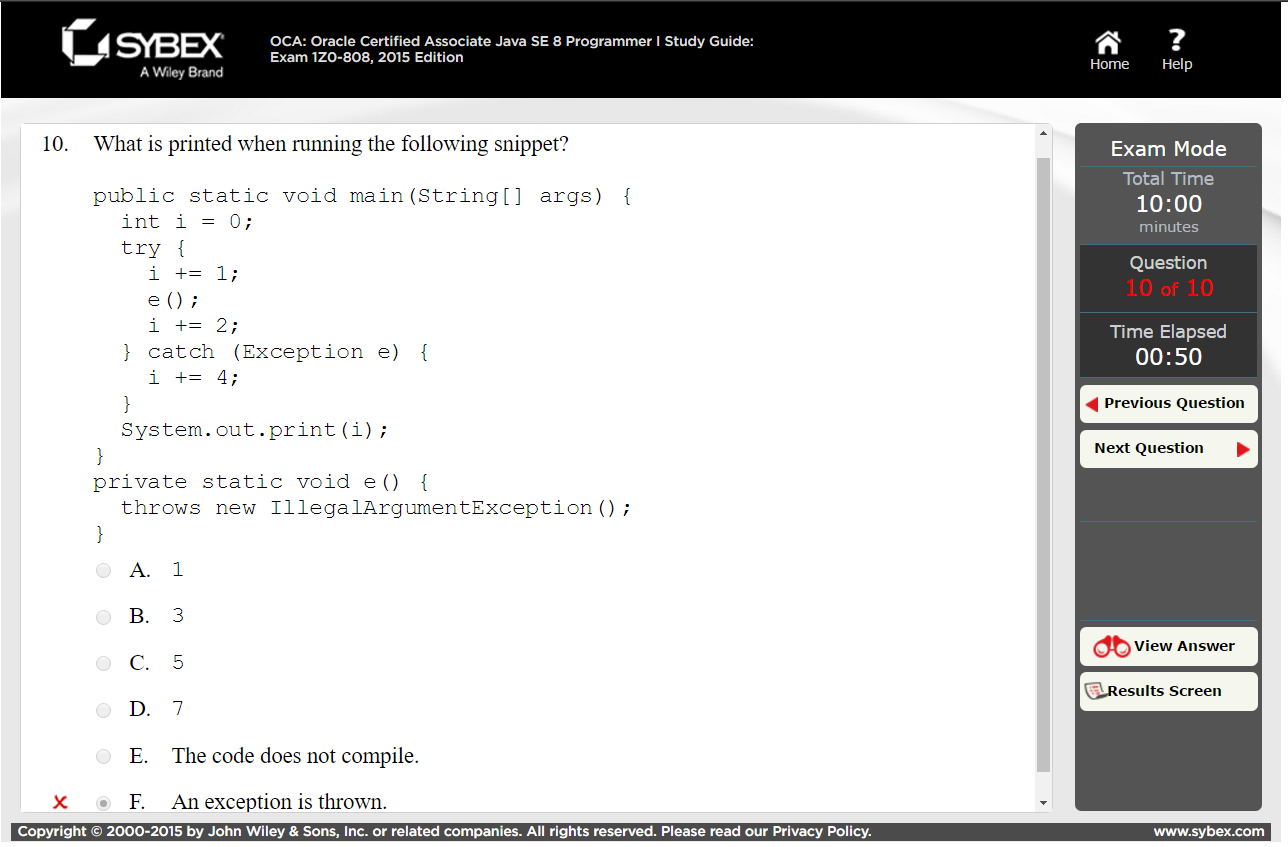 SYBEX
A Wiley Brand
OCA: Oracle Certified Associate Java SE 8 Programmer I Study Guide:
Exam 1Z0-808, 2015 Edition
Home
Help
10. What is printed when running the following snippet?
public static void main(String[] args) {
  int i = 0;
  try {
    i += 1;
    e();
    i += 2;
  } catch (Exception e) {
    i += 4;
  }
  System.out.print(i);
}
private static void e() {
  throws new IllegalArgumentException();
}
A. 1
B. 3
C. 5
D. 7
E. The code does not compile.
F. An exception is thrown.
Exam Mode
Total Time
10:00
minutes
Question
10 of 10
Time Elapsed
00:50
Previous Question
Next Question
View Answer
Results Screen
Copyright © 2000-2015 by John Wiley & Sons, Inc. or related companies. All rights reserved. Please read our Privacy Policy.
www.sybex.com